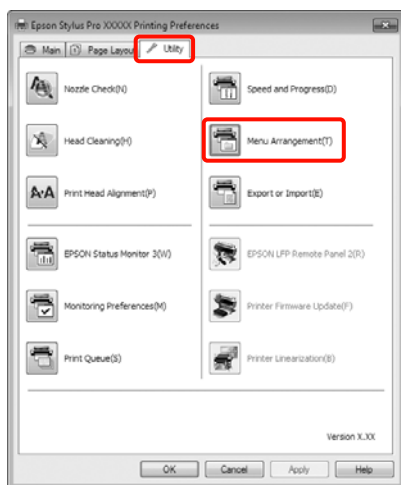 Epson Stylus Pro XXXXX Printing Preferences
Main Page Layout Utility
Nozzle Check(N)
Speed and Progress(D)
Head Cleaning(H)
Menu Arrangement(T)
A A Print Head Alignment(P)
Export or Import(E)
EPSON Status Monitor 3(W)
EPSON LFP Remote Panel 2(R)
Monitoring Preferences(M)
Printer Firmware Update(F)
Print Queue(S)
Printer Linearization(B)
Version X.XX
OK Cancel Apply Help